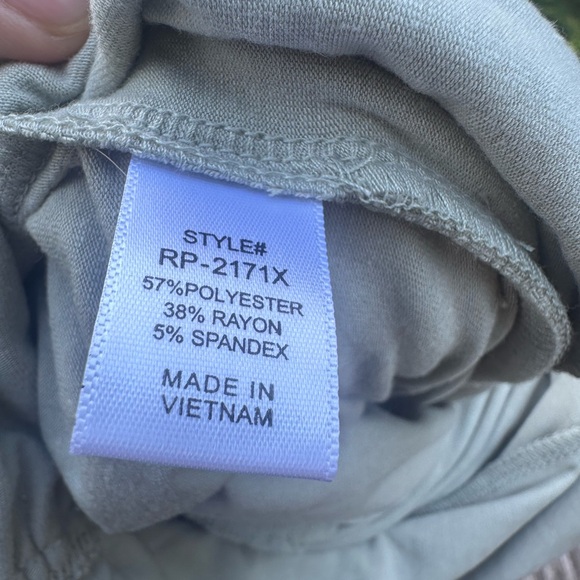 STYLE#
RP-2171X
57%POLYESTER
38% RAYON
5% SPANDEX
MADE IN
VIETNAM